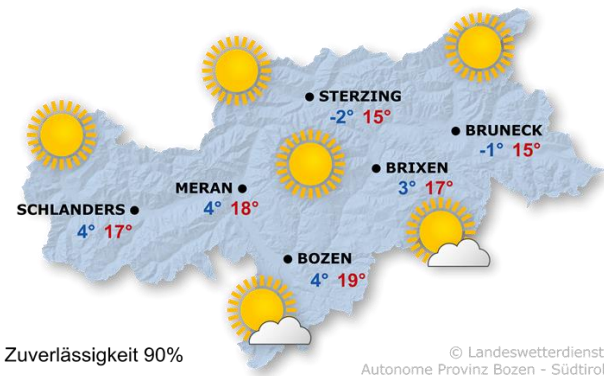 STERZING
-2° 15°
BRUNECK
-1° 15°
BRIXEN
3° 17°
MERAN
4° 18°
SCHLANDERS
4° 17°
BOZEN
4° 19°
Zuverlässigkeit 90%
© Landeswetterdienst
Autonome Provinz Bozen - Südtirol